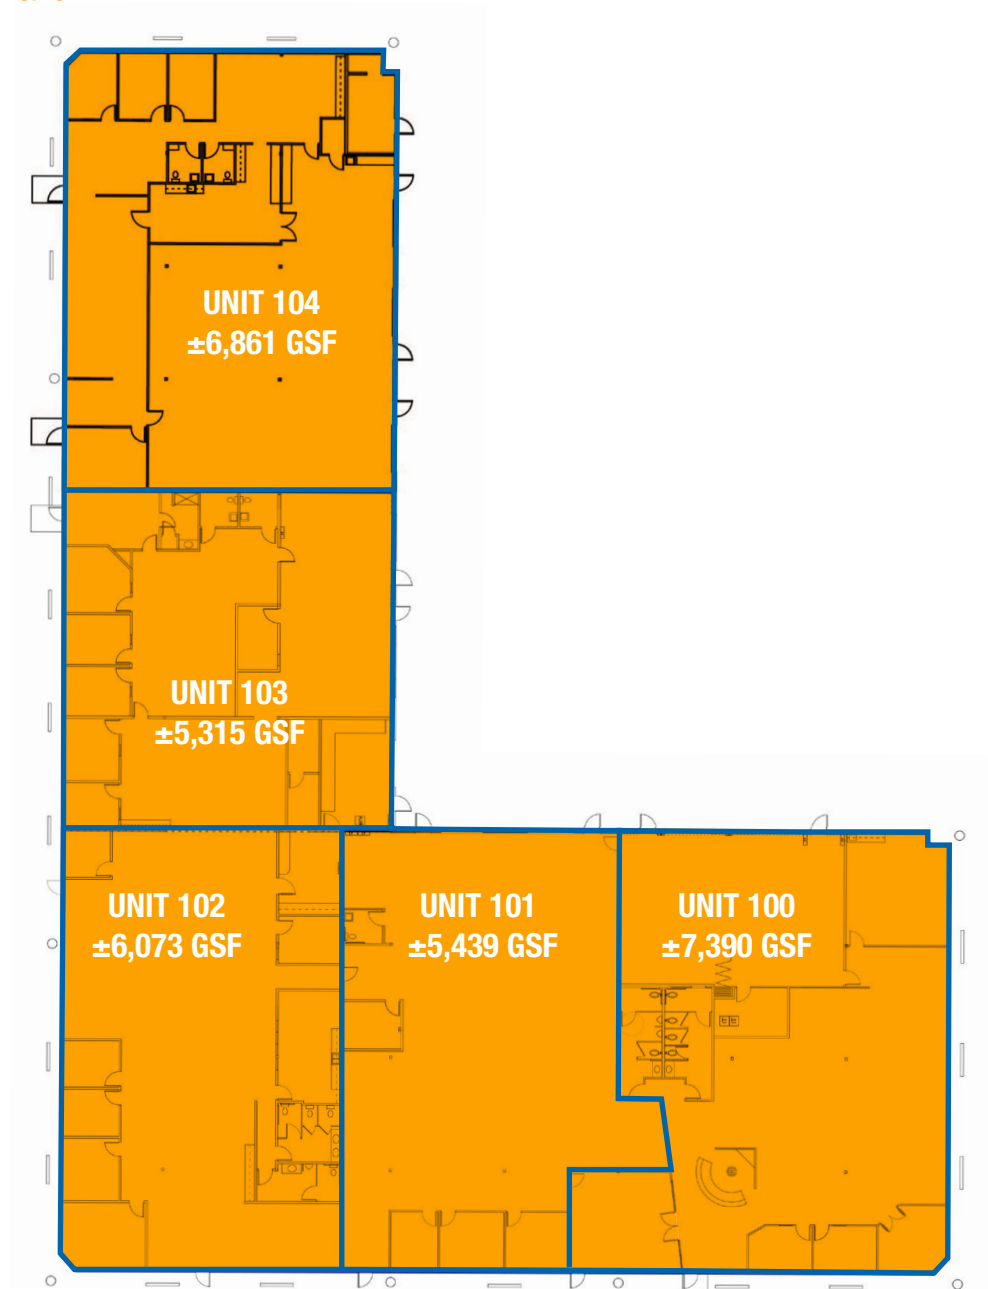 UNIT 104
±6,861 GSF
UNIT 103
±5,315 GSF
UNIT 102
±6,073 GSF
UNIT 101
±5,439 GSF
UNIT 100
±7,390 GSF